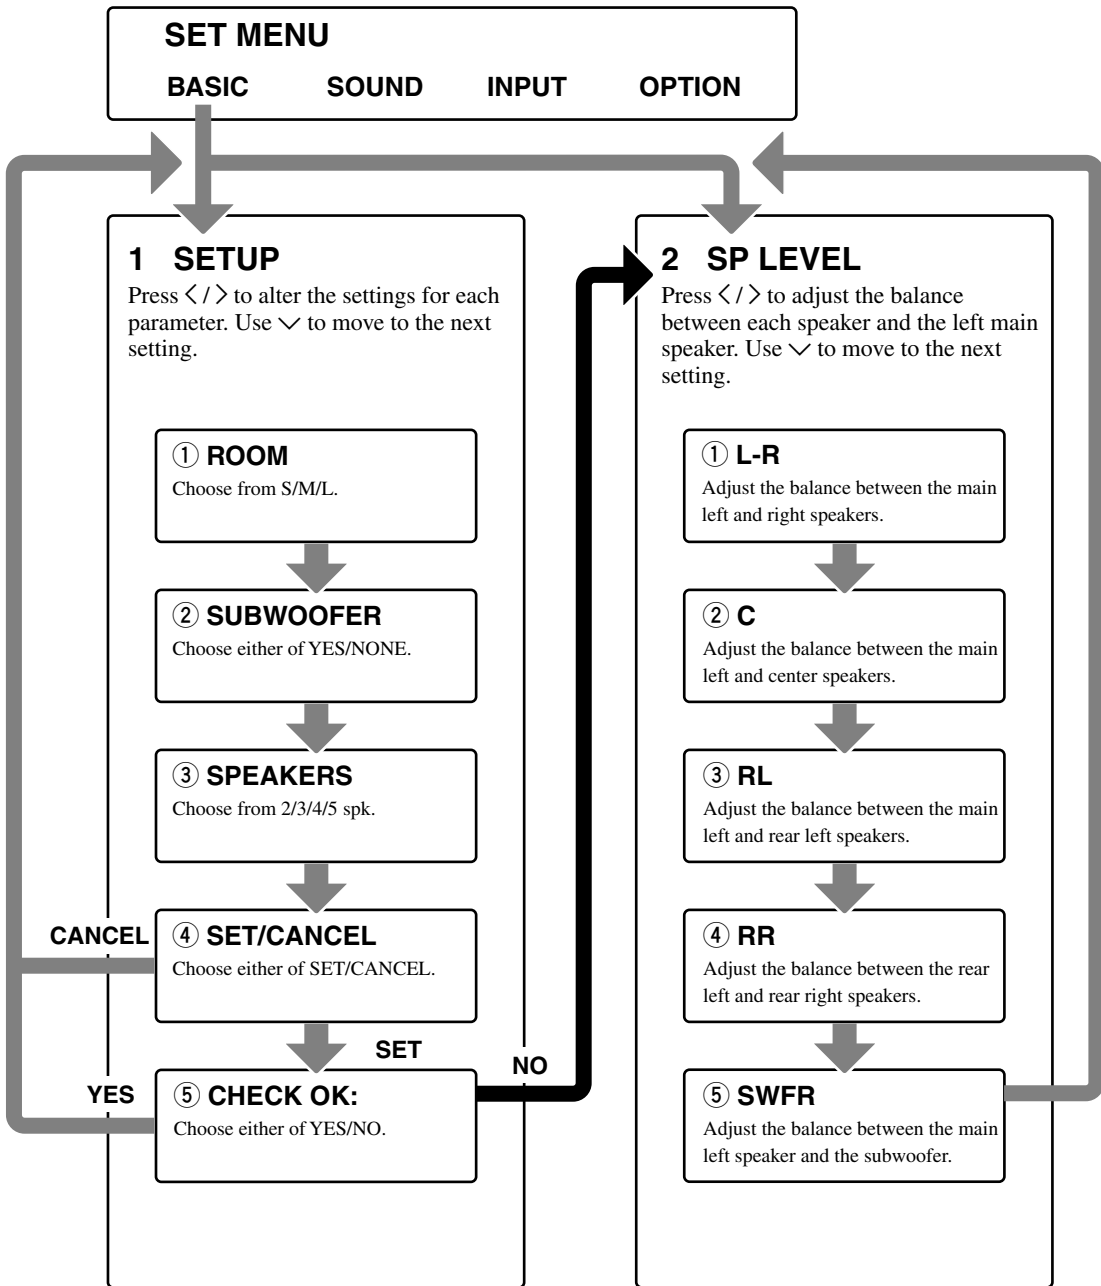 SET MENU
BASIC SOUND INPUT OPTION
1 SETUP
Press < / > to alter the settings for each
parameter. Use ∨ to move to the next
setting.
① ROOM
Choose from S/M/L.
② SUBWOOFER
Choose either of YES/NONE.
③ SPEAKERS
Choose from 2/3/4/5 spk.
CANCEL
④ SET/CANCEL
Choose either of SET/CANCEL.
SET
NO
YES
⑤ CHECK OK:
Choose either of YES/NO.
2 SP LEVEL
Press < / > to adjust the balance
between each speaker and the left main
speaker. Use ∨ to move to the next
setting.
① L-R
Adjust the balance between the main
left and right speakers.
② C
Adjust the balance between the main
left and center speakers.
③ RL
Adjust the balance between the main
left and rear left speakers.
④ RR
Adjust the balance between the rear
left and rear right speakers.
⑤ SWFR
Adjust the balance between the main
left speaker and the subwoofer.